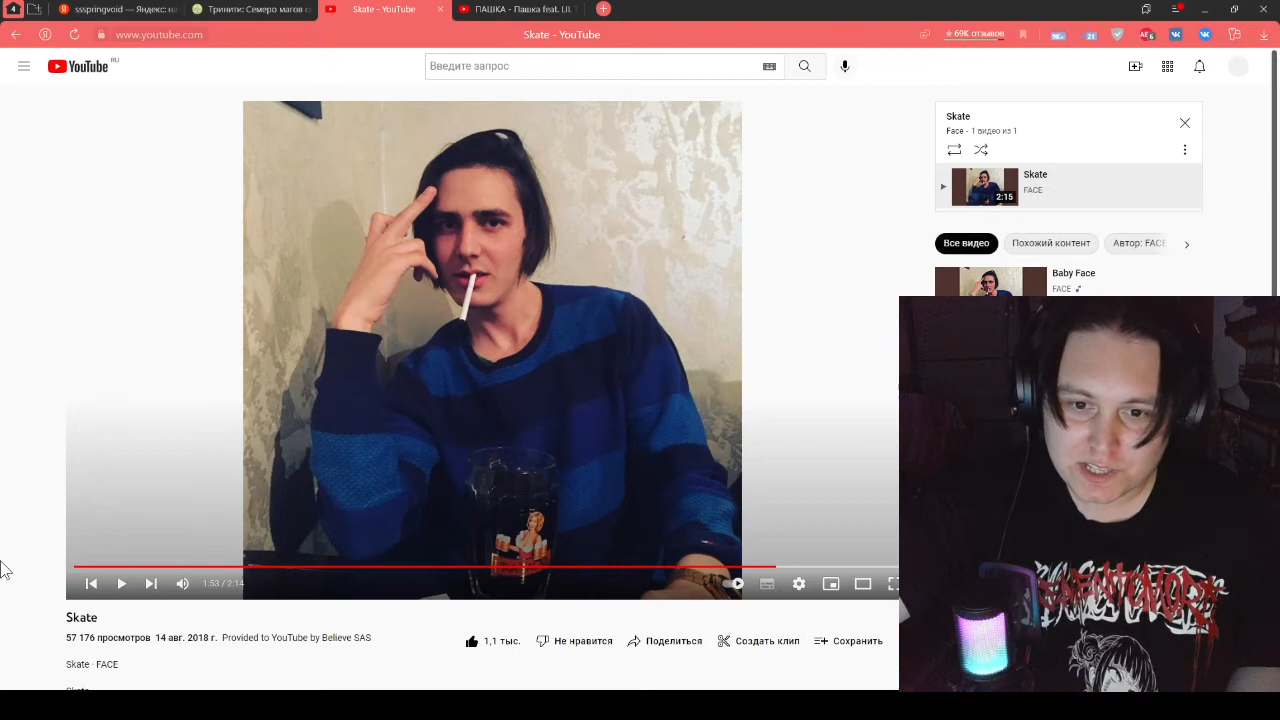 4
ssspringvoid — Яндекс: на
Тринити: Семеро магов
Skate - YouTube
ПАШКА - Пашка feat. LIL
www.youtube.com
Skate - YouTube
★ 69K отзывов
YouTube RU
Введите запрос
Skate
Face - 1 видео из 1
Skate
2:15
FACE
Все видео
Похожий контент
Автор: FACE
Baby Face
FACE
1:53 / 2:14
Skate
57 176 просмотров 14 авг. 2018 г. Provided to YouTube by Believe SAS
1,1 тыс.
Не нравится
Поделиться
Создать клип
Сохранить
Skate · FACE
Skate